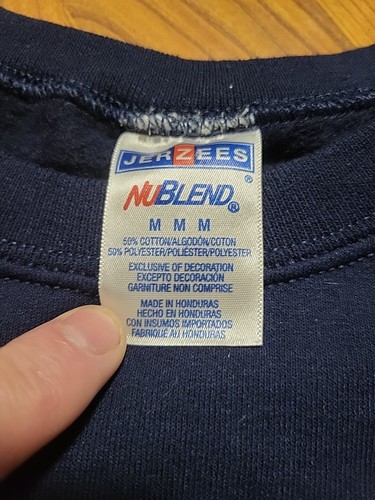 JERZEES ®
NUBLEND®
M M M
50% COTTON/ALGODÓN/COTON
50% POLYESTER/POLIÉSTER/POLYESTER
EXCLUSIVE OF DECORATION
EXCEPTO DECORACIÓN
GARNITURE NON COMPRISE
MADE IN HONDURAS
HECHO EN HONDURAS
CON INSUMOS IMPORTADOS
FABRIQUÉ AU HONDURAS